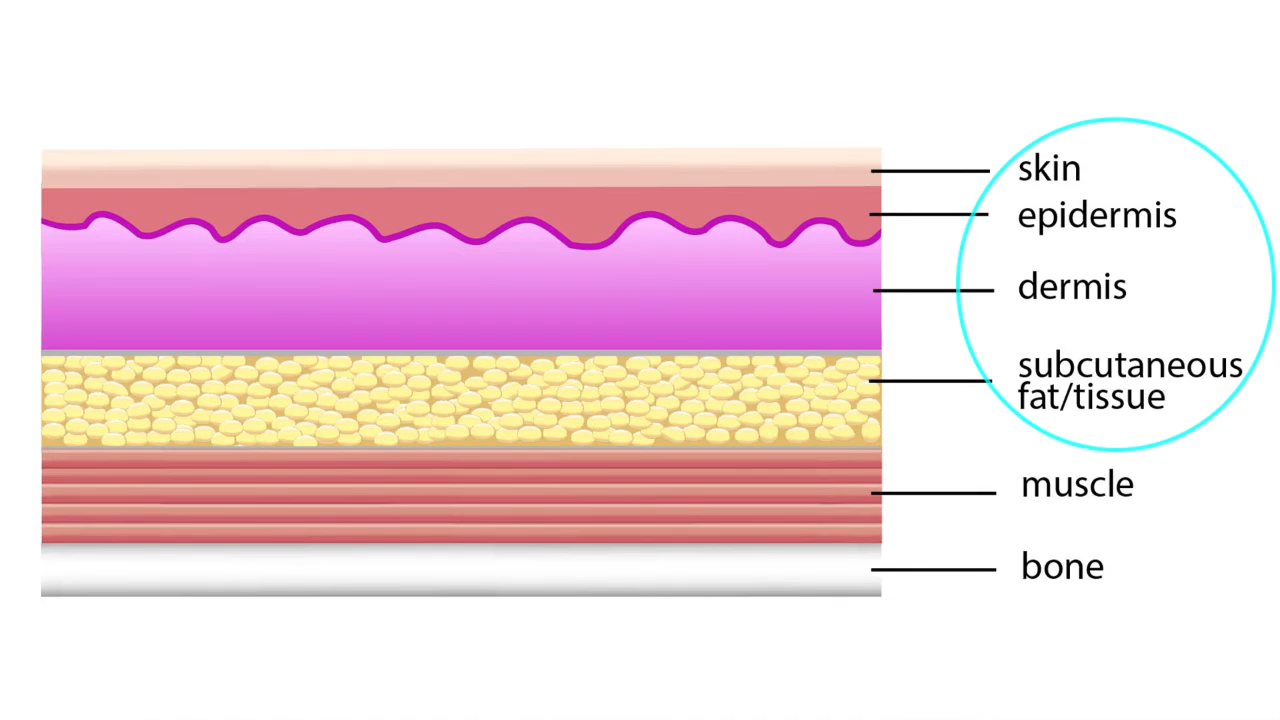 skin
epidermis
dermis
subcutaneous
fat/tissue
muscle
bone